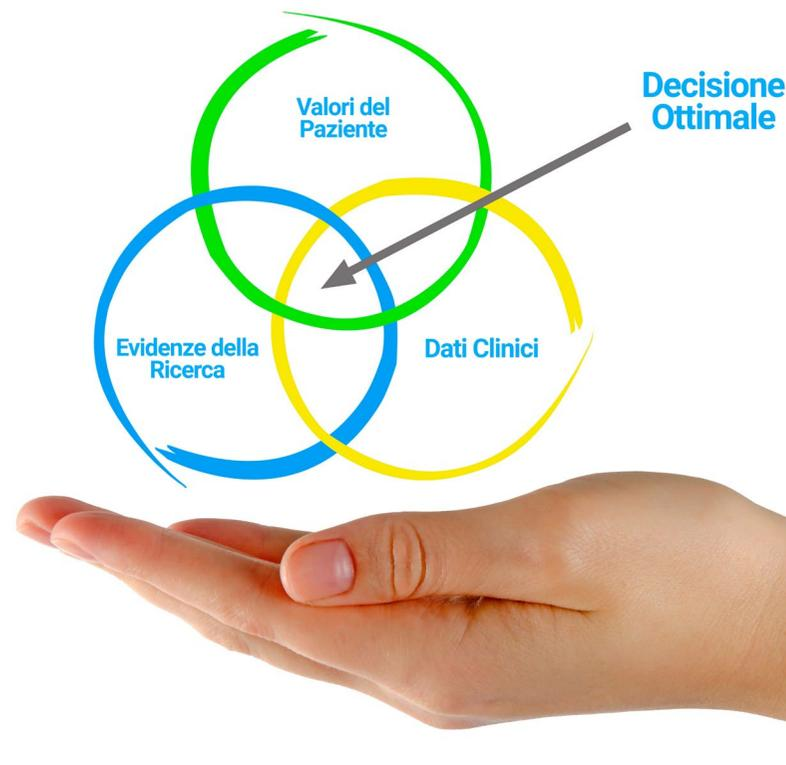 Valori del
Paziente
Decisione
Ottimale
Evidenze della
Ricerca
Dati Clinici